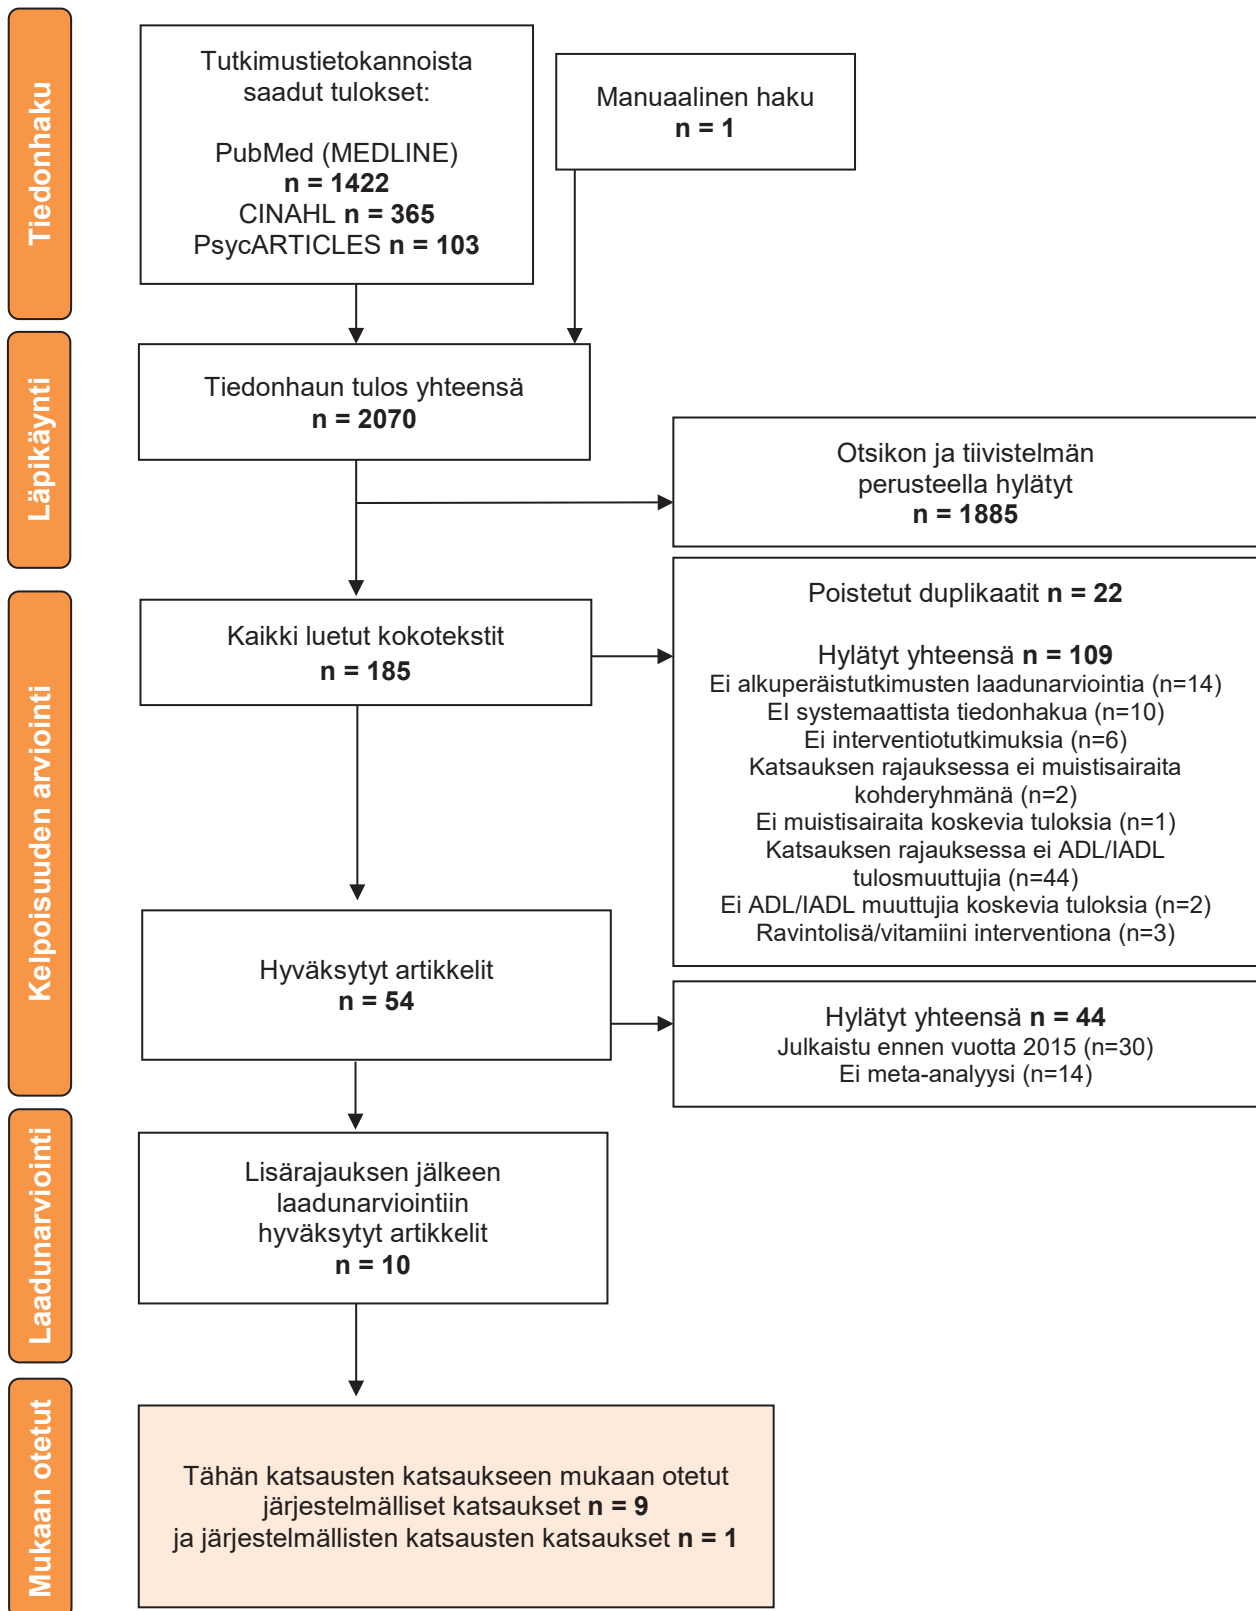 Tiedonhaku
Tutkimustietokannoista
saadut tulokset:
PubMed (MEDLINE)
n = 1422
CINAHL n = 365
PsycARTICLES n = 103
Manuaalinen haku
n = 1
Läpikäynti
Tiedonhaun tulos yhteensä
n = 2070
Otsikon ja tiivistelmän
perusteella hylätyt
n = 1885
Kelpoisuuden arviointi
Kaikki luetut kokotekstit
n = 185
Poistetut duplikaatit n = 22
Hylätyt yhteensä n = 109
Ei alkuperäistutkimusten laadunarviointia (n=14)
EI systemaattista tiedonhakua (n=10)
Ei interventiotutkimuksia (n=6)
Katsauksen rajauksessa ei muistisairaita
kohderyhmänä (n=2)
Ei muistisairaita koskevia tuloksia (n=1)
Katsauksen rajauksessa ei ADL/IADL
tulosmuuttujia (n=44)
Ei ADL/IADL muuttujia koskevia tuloksia (n=2)
Ravintolisä/vitamiini interventiona (n=3)
Hyväksytyt artikkelit
n = 54
Hylätyt yhteensä n = 44
Julkaistu ennen vuotta 2015 (n=30)
Ei meta-analyysi (n=14)
Laadunarviointi
Lisärajauksen jälkeen
laadunarviointiin
hyväksytyt artikkelit
n = 10
Mukaan otetut
Tähän katsausten katsaukseen mukaan otetut
järjestelmälliset katsaukset n = 9
ja järjestelmällisten katsausten katsaukset n = 1